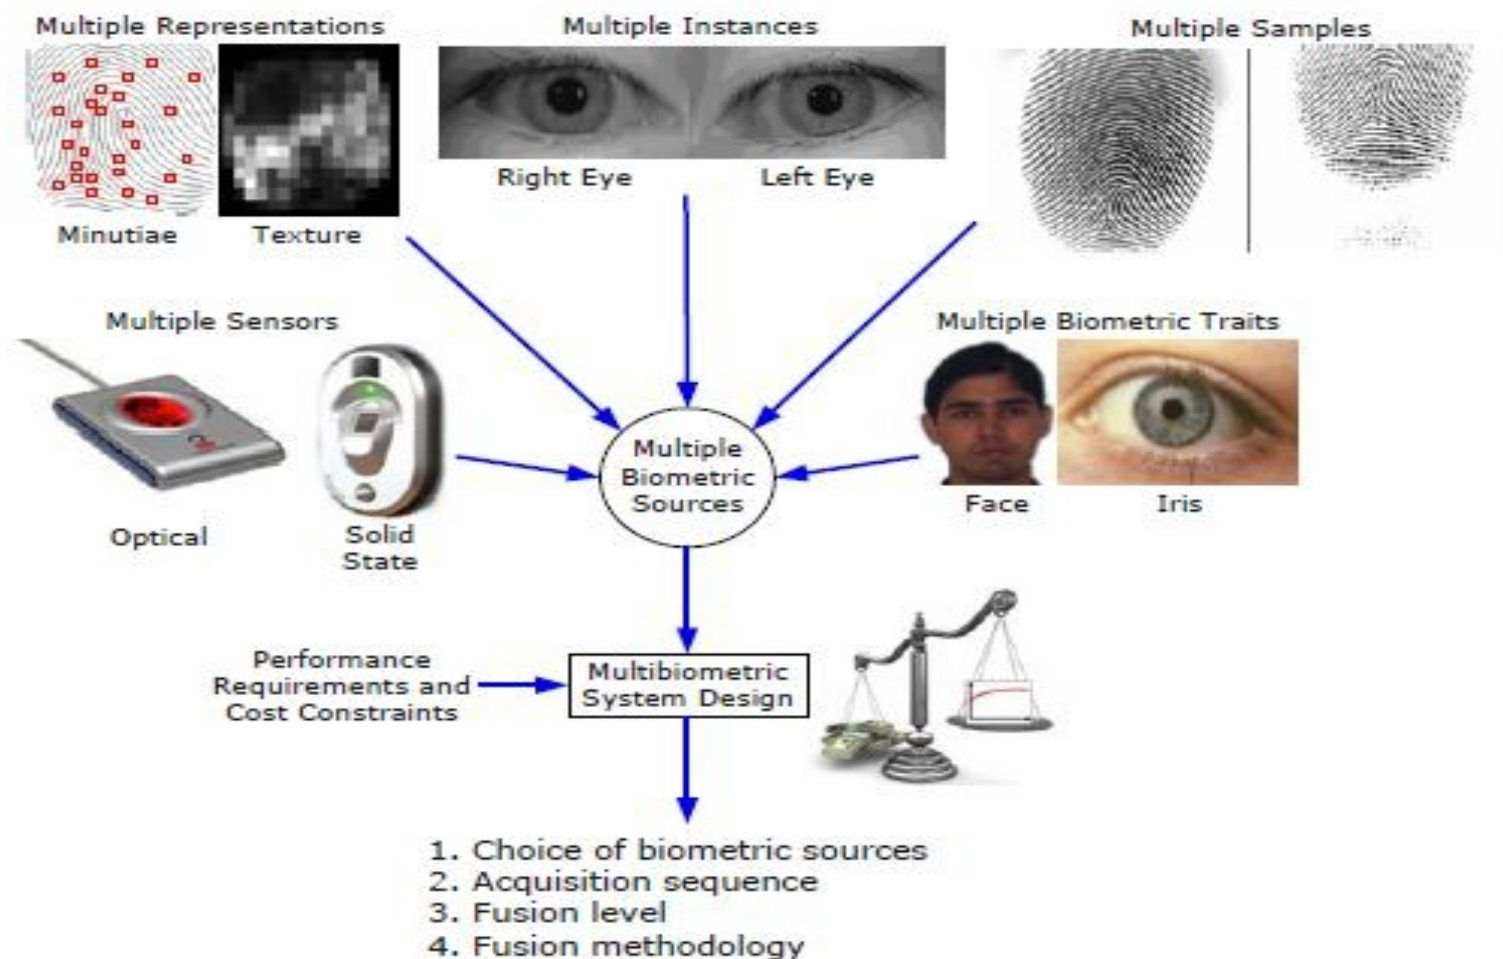 Multiple Representations
Multiple Instances
Multiple Samples
Minutiae
Texture
Right Eye
Left Eye
Multiple Sensors
Multiple Biometric Traits
Optical
Solid
State
Multiple
Biometric
Sources
Face
Iris
Performance
Requirements and
Cost Constraints
Multibiometric
System Design
1. Choice of biometric sources
2. Acquisition sequence
3. Fusion level
4. Fusion methodology